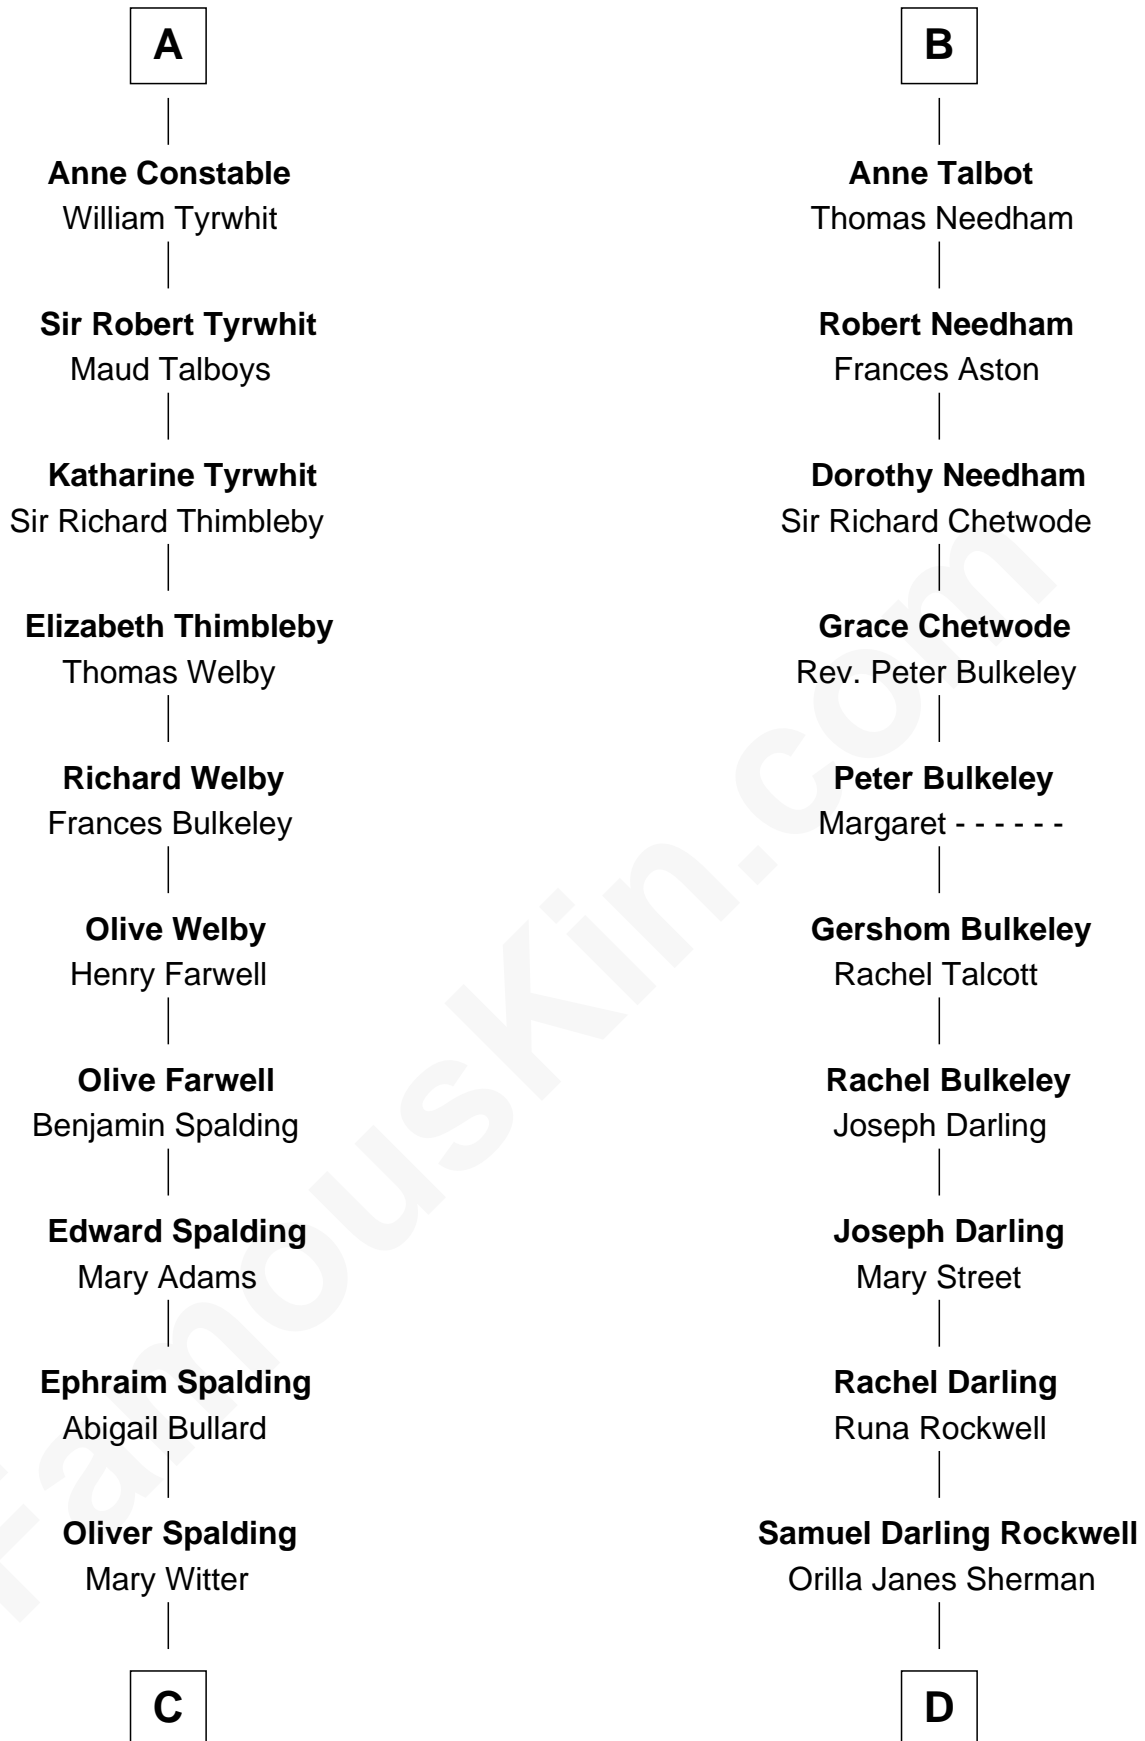 A
Anne Constable
William Tyrwhit
Sir Robert Tyrwhit
Maud Talboys
Katharine Tyrwhit
Sir Richard Thimbleby
Elizabeth Thimbleby
Thomas Welby
Richard Welby
Frances Bulkeley
Olive Welby
Henry Farwell
Olive Farwell
Benjamin Spalding
Edward Spalding
Mary Adams
Ephraim Spalding
Abigail Bullard
Oliver Spalding
Mary Witter
C
B
Anne Talbot
Thomas Needham
Robert Needham
Frances Aston
Dorothy Needham
Sir Richard Chetwode
Grace Chetwode
Rev. Peter Bulkeley
Peter Bulkeley
Margaret - - - - - -
Gershom Bulkeley
Rachel Talcott
Rachel Bulkeley
Joseph Darling
Joseph Darling
Mary Street
Rachel Darling
Runa Rockwell
Samuel Darling Rockwell
Orilla Janes Sherman
D
FamousKin.com